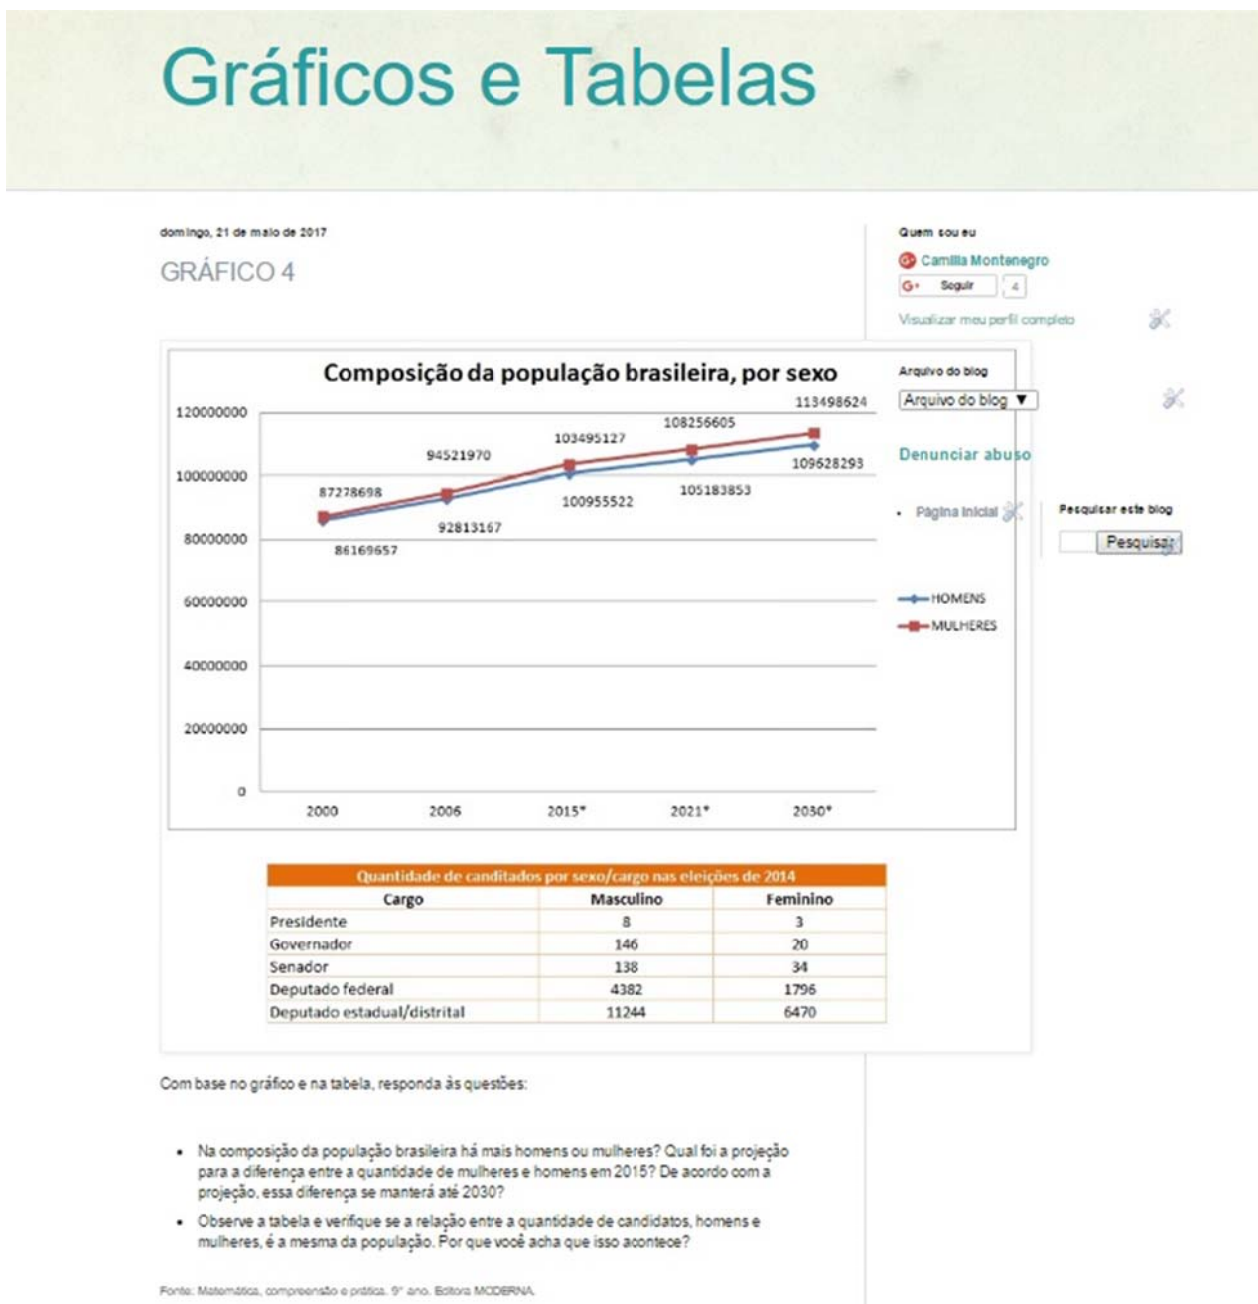 Gráficos e Tabelas
domingo, 21 de maio de 2017
GRÁFICO 4
Composição da população brasileira, por sexo
120000000
100000000
80000000
60000000
40000000
20000000
0
87278698
94521970
103495127
108256605
113498624
86169657
92813167
100955522
105183853
109628293
2000
2006
2015*
2021*
2030*
HOMENS
MULHERES
Quantidade de canditados por sexo/cargo nas eleições de 2014
Cargo Masculino Feminino
Presidente 8 3
Governador 146 20
Senador 138 34
Deputado federal 4382 1796
Deputado estadual/distrital 11244 6470
Com base no gráfico e na tabela, responda às questões:
• Na composição da população brasileira há mais homens ou mulheres? Qual foi a projeção
para a diferença entre a quantidade de mulheres e homens em 2015? De acordo com a
projeção, essa diferença se manterá até 2030?
• Observe a tabela e verifique se a relação entre a quantidade de candidatos, homens e
mulheres, é a mesma da população. Por que você acha que isso acontece?
Fonte: Matemática, compreensão e prática. 9° ano. Editora MODERNA.
Quem sou eu
G+ Camilla Montenegro
G+ Seguir 4
Visualizar meu perfil completo
Arquivo do blog
Arquivo do blog ▼
Denunciar abuso
• Página inicial
Pesquisar este blog
Pesquisar